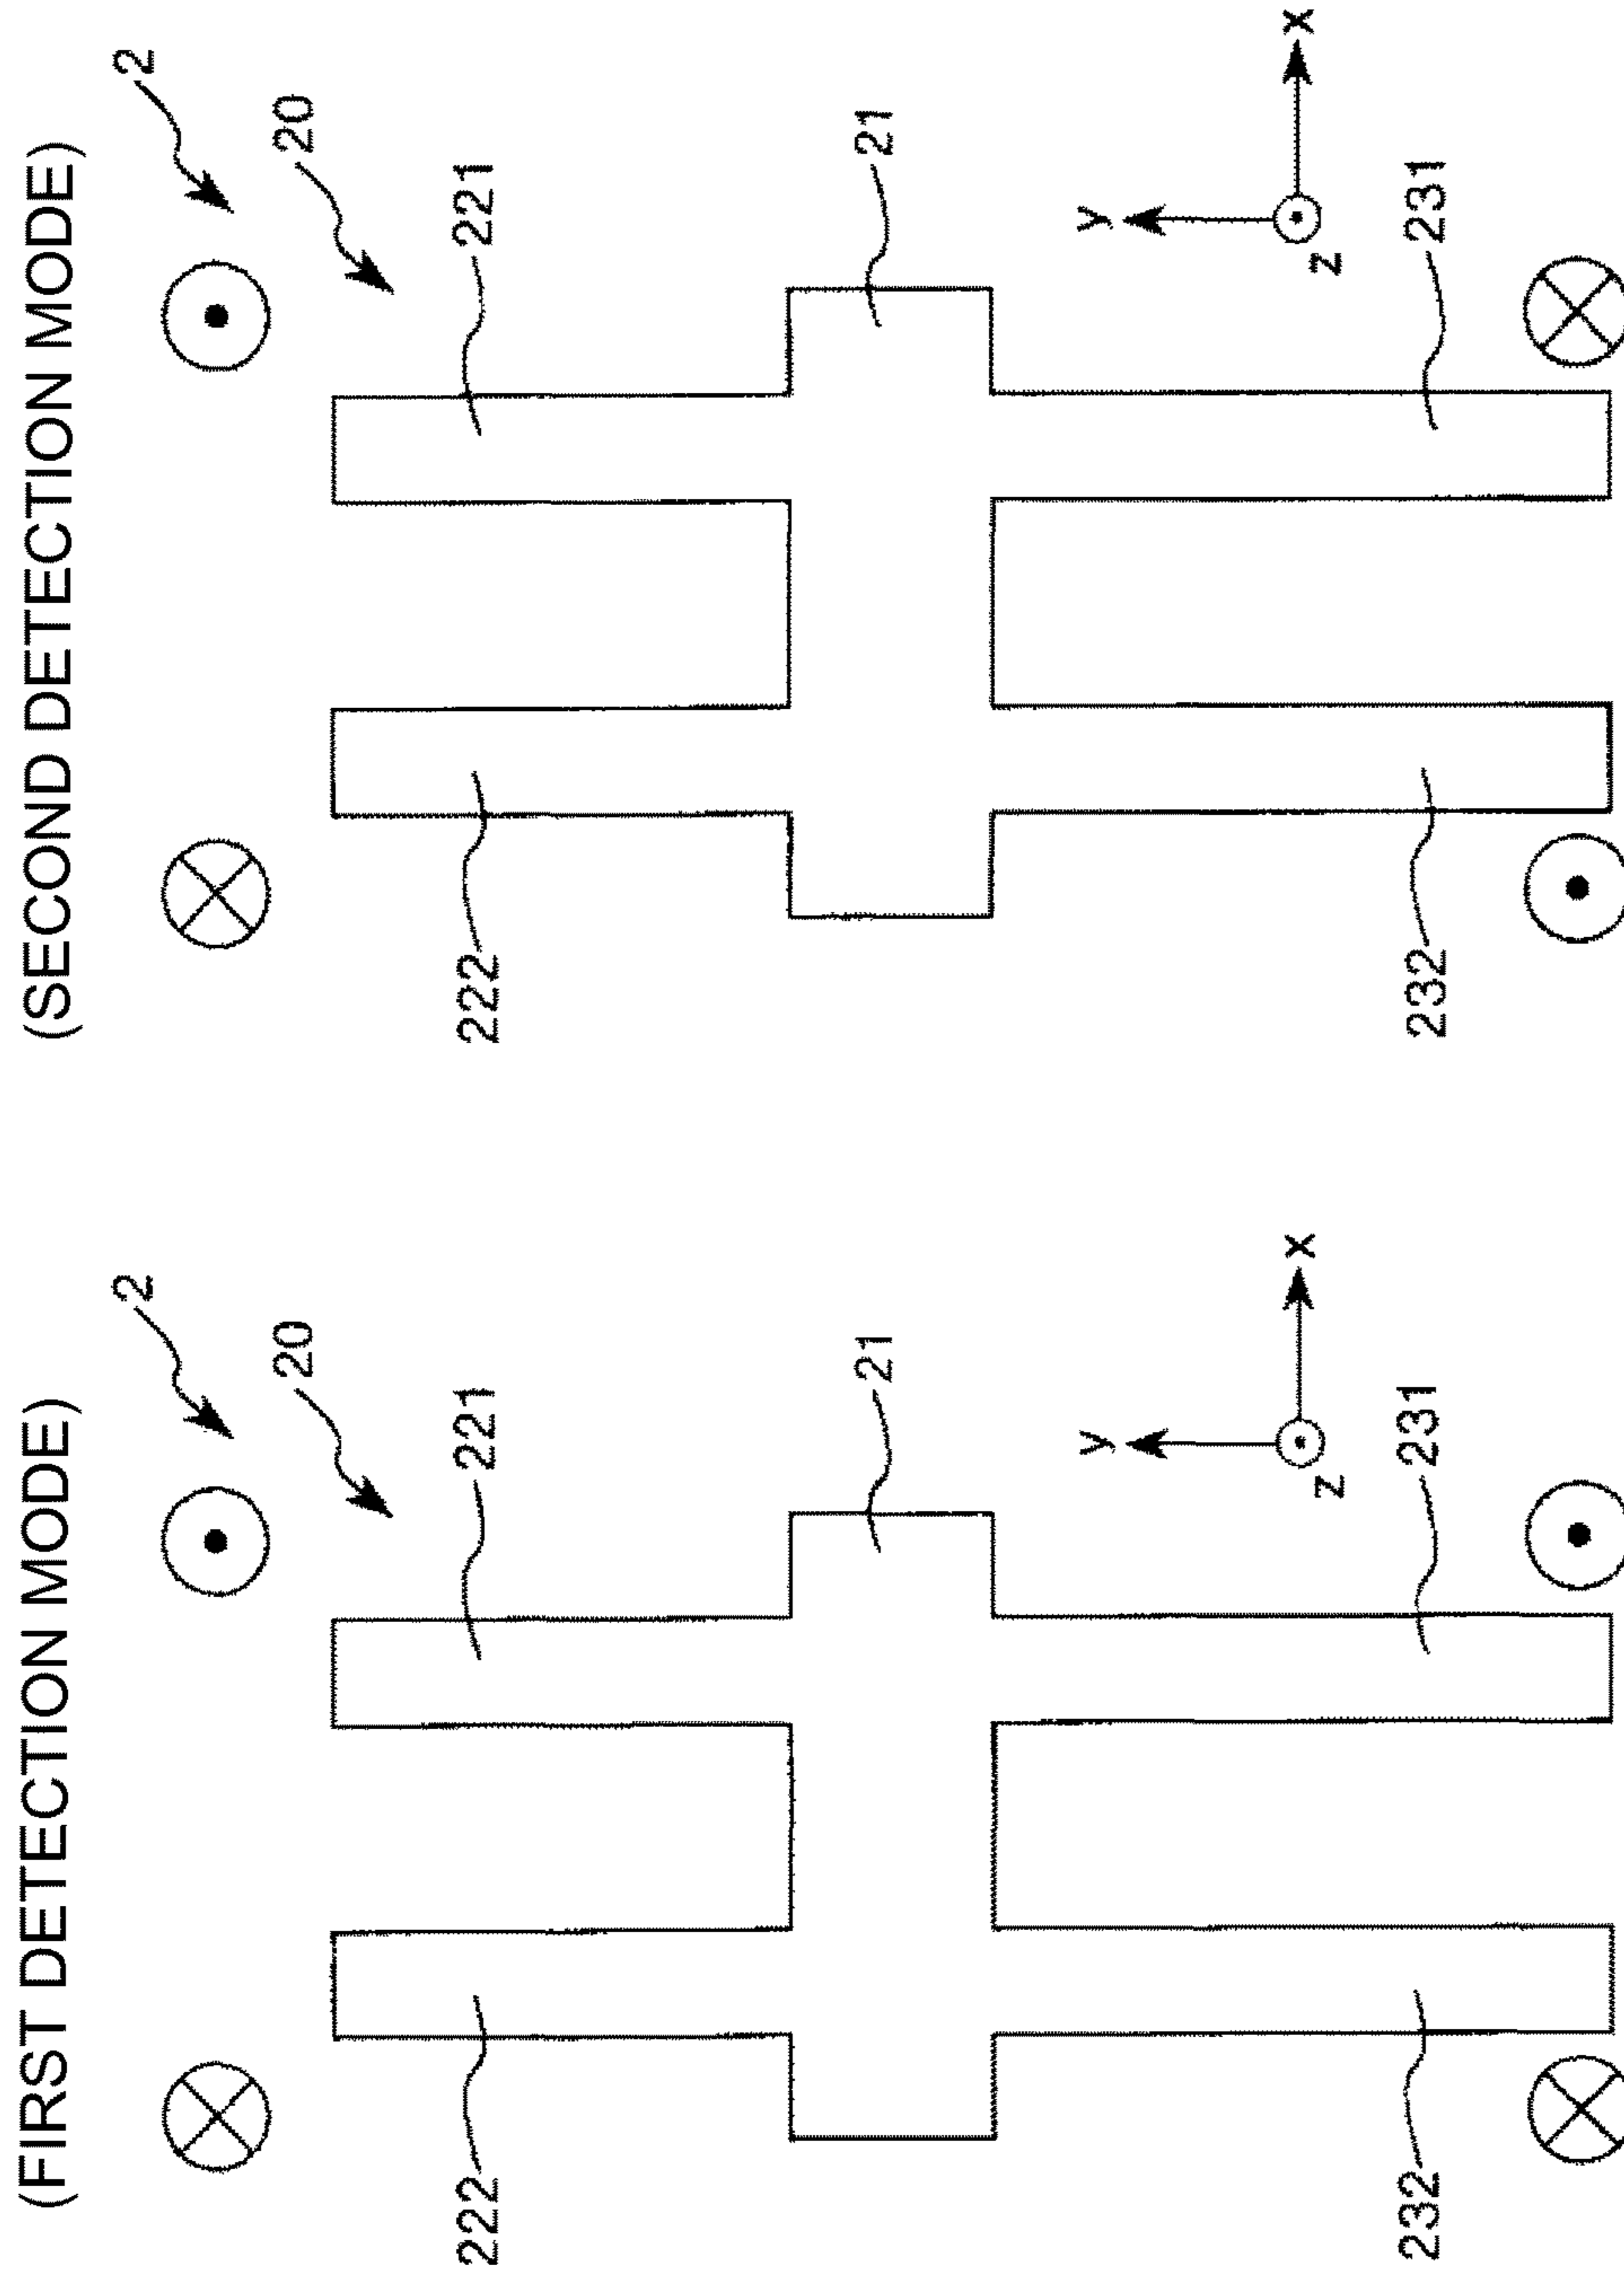 (FIRST DETECTION MODE)
2
20
222
221
21
y
x
z
232
231
(SECOND DETECTION MODE)
2
20
222
221
21
y
x
z
232
231